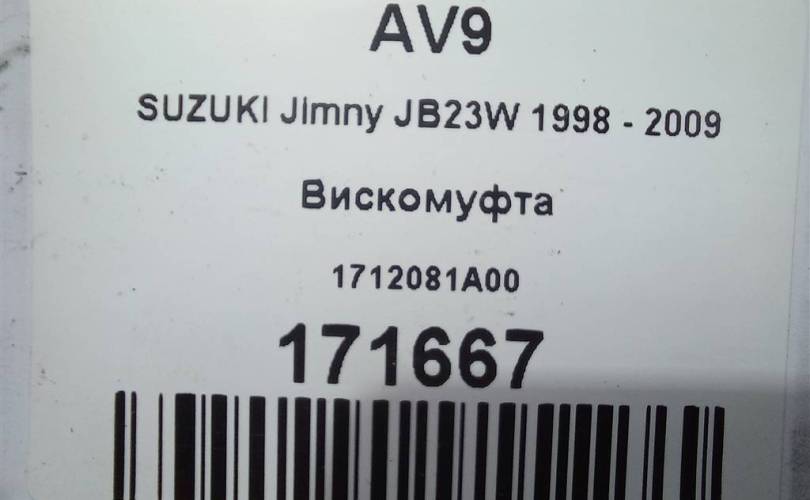 AV9
SUZUKI Jimny JB23W 1998 - 2009
Вискомуфта
1712081A00
171667